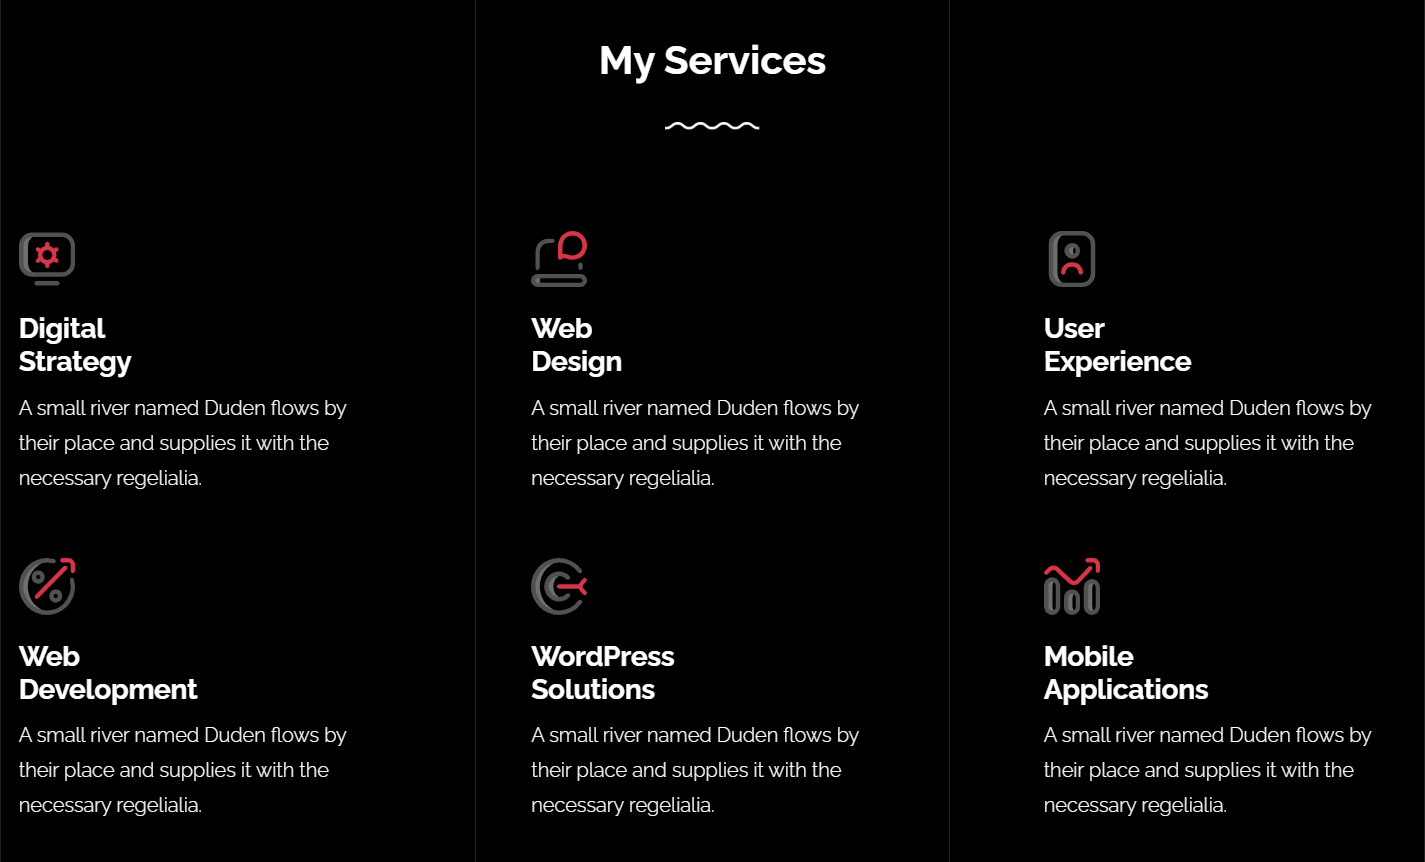 My Services
Digital
Strategy
A small river named Duden flows by
their place and supplies it with the
necessary regelialia.
Web
Design
A small river named Duden flows by
their place and supplies it with the
necessary regelialia.
User
Experience
A small river named Duden flows by
their place and supplies it with the
necessary regelialia.
Web
Development
A small river named Duden flows by
their place and supplies it with the
necessary regelialia.
WordPress
Solutions
A small river named Duden flows by
their place and supplies it with the
necessary regelialia.
Mobile
Applications
A small river named Duden flows by
their place and supplies it with the
necessary regelialia.